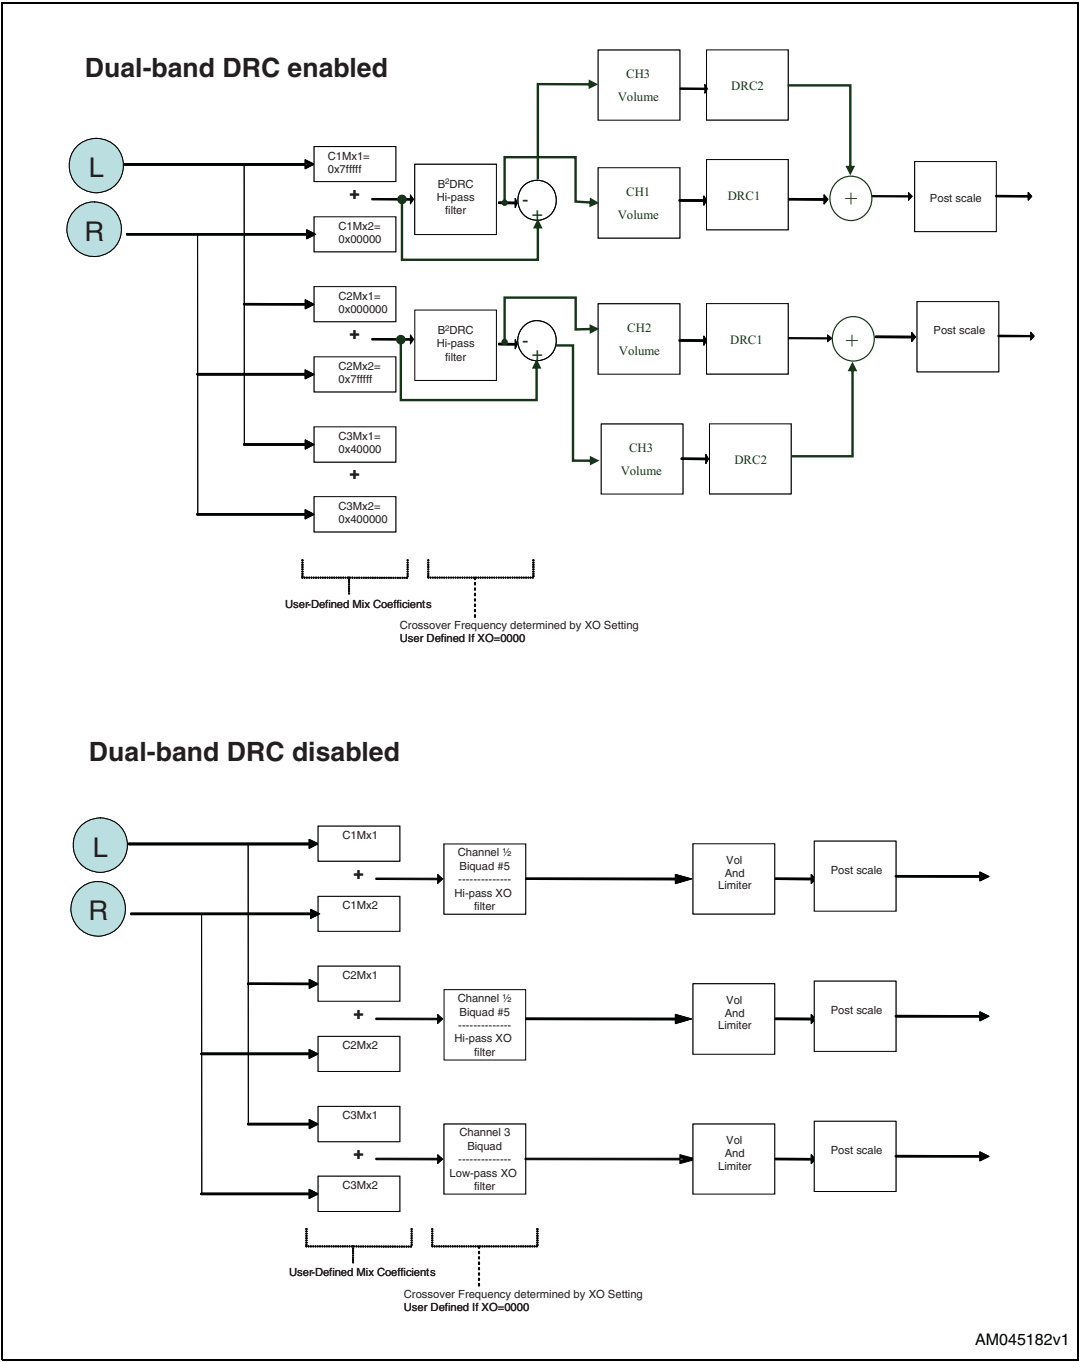 Dual-band DRC enabled
CH3
Volume
DRC2
L
C1Mx1=
0x7fffff
+
B²DRC
Hi-pass
filter
-
+
CH1
Volume
DRC1
+
Post scale
R
C1Mx2=
0x00000
C2Mx1=
0x000000
+
B²DRC
Hi-pass
filter
-
+
CH2
Volume
DRC1
+
Post scale
C2Mx2=
0x7fffff
C3Mx1=
0x40000
+
CH3
Volume
DRC2
C3Mx2=
0x400000
User-Defined Mix Coefficients
Crossover Frequency determined by XO Setting
User Defined If XO=0000
Dual-band DRC disabled
L
C1Mx1
+
Channel ½
Biquad #5
--------------
Hi-pass XO
filter
Vol
And
Limiter
Post scale
R
C1Mx2
C2Mx1
+
Channel ½
Biquad #5
--------------
Hi-pass XO
filter
Vol
And
Limiter
Post scale
C2Mx2
C3Mx1
+
Channel 3
Biquad
--------------
Low-pass XO
filter
Vol
And
Limiter
Post scale
C3Mx2
User-Defined Mix Coefficients
Crossover Frequency determined by XO Setting
User Defined If XO=0000
AM045182v1